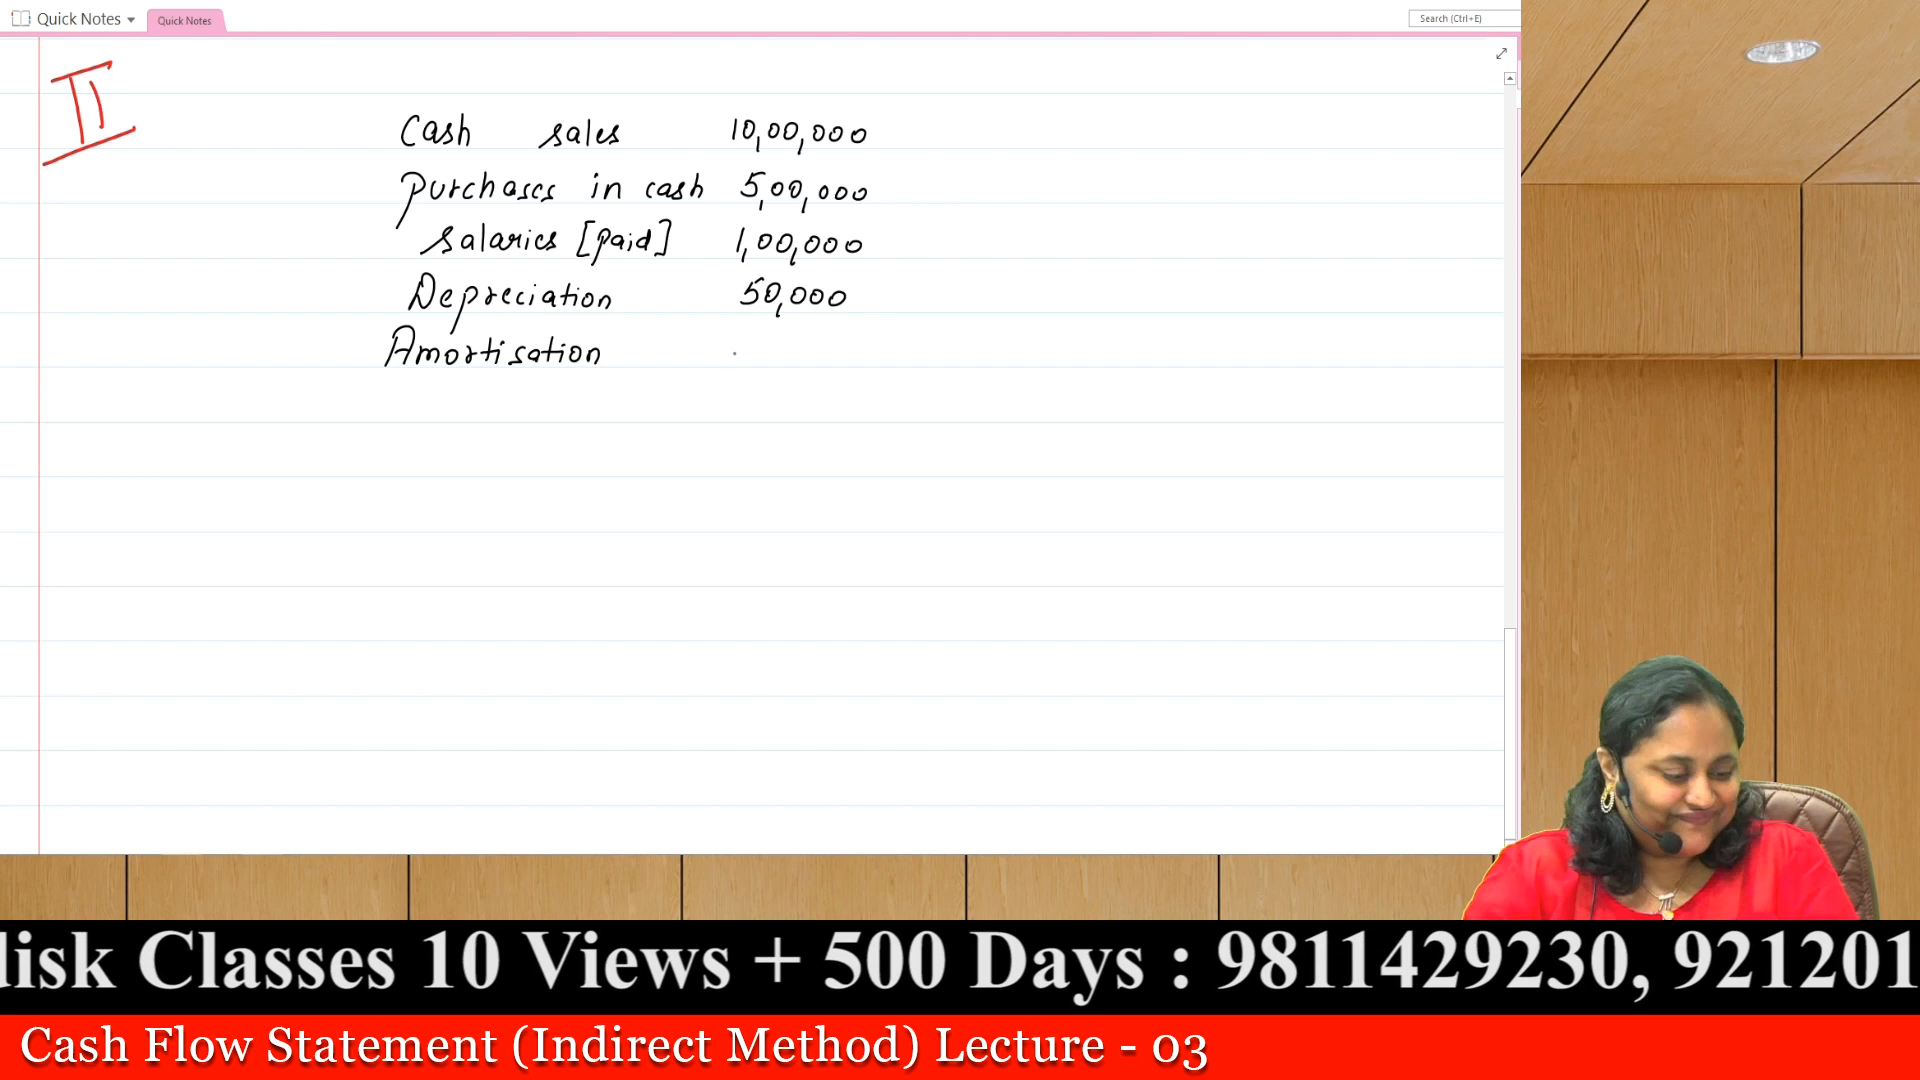 Quick Notes
Quick Notes
Search (Ctrl+E)
II
Cash sales 10,00,000
Purchases in cash 5,00,000
Salaries [paid] 1,00,000
Depreciation 50,000
Amortisation
disk Classes 10 Views + 500 Days : 9811429230, 921201
Cash Flow Statement (Indirect Method) Lecture - 03